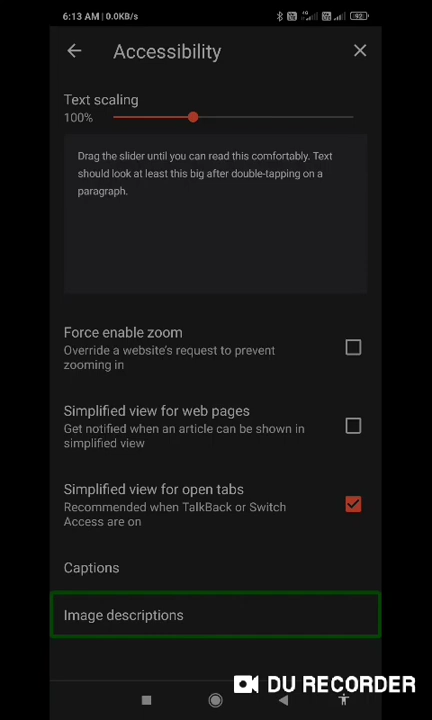 6:13 AM | 0.0KB/s
Accessibility
Text scaling
100%
Drag the slider until you can read this comfortably. Text
should look at least this big after double-tapping on a
paragraph.
Force enable zoom
Override a website's request to prevent
zooming in
Simplified view for web pages
Get notified when an article can be shown in
simplified view
Simplified view for open tabs
Recommended when TalkBack or Switch
Access are on
Captions
Image descriptions
DU RECORDER